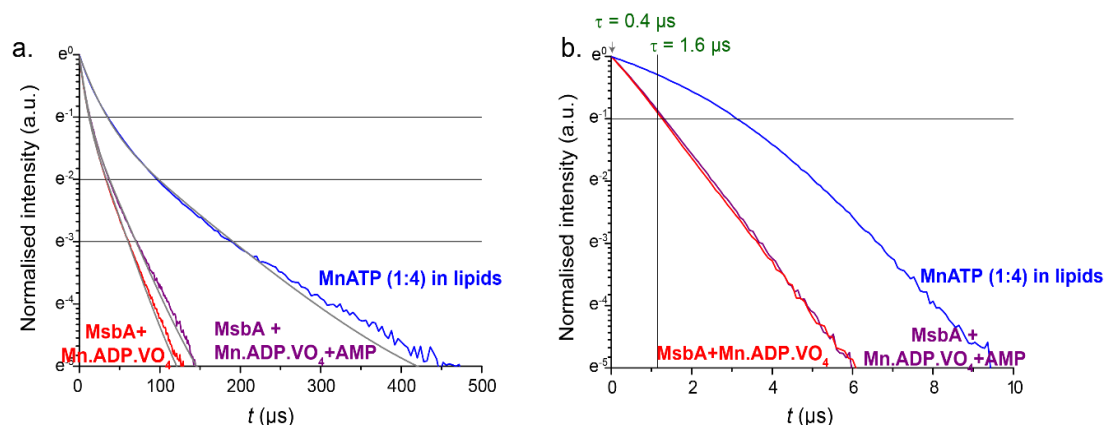 a.
Normalised intensity (a.u.)
e⁰
e⁻¹
e⁻²
e⁻³
e⁻⁴
e⁻⁵
MnATP (1:4) in lipids
MsbA+
Mn.ADP.VO₄
MsbA +
Mn.ADP.VO₄+AMP
0 100 200 300 400 500
t (µs)
b.
τ = 0.4 µs
τ = 1.6 µs
Normalised intensity (a.u.)
e⁰
e⁻¹
e⁻²
e⁻³
e⁻⁴
e⁻⁵
MnATP (1:4) in lipids
MsbA+Mn.ADP.VO₄
MsbA +
Mn.ADP.VO₄+AMP
0 2 4 6 8 10
t (µs)